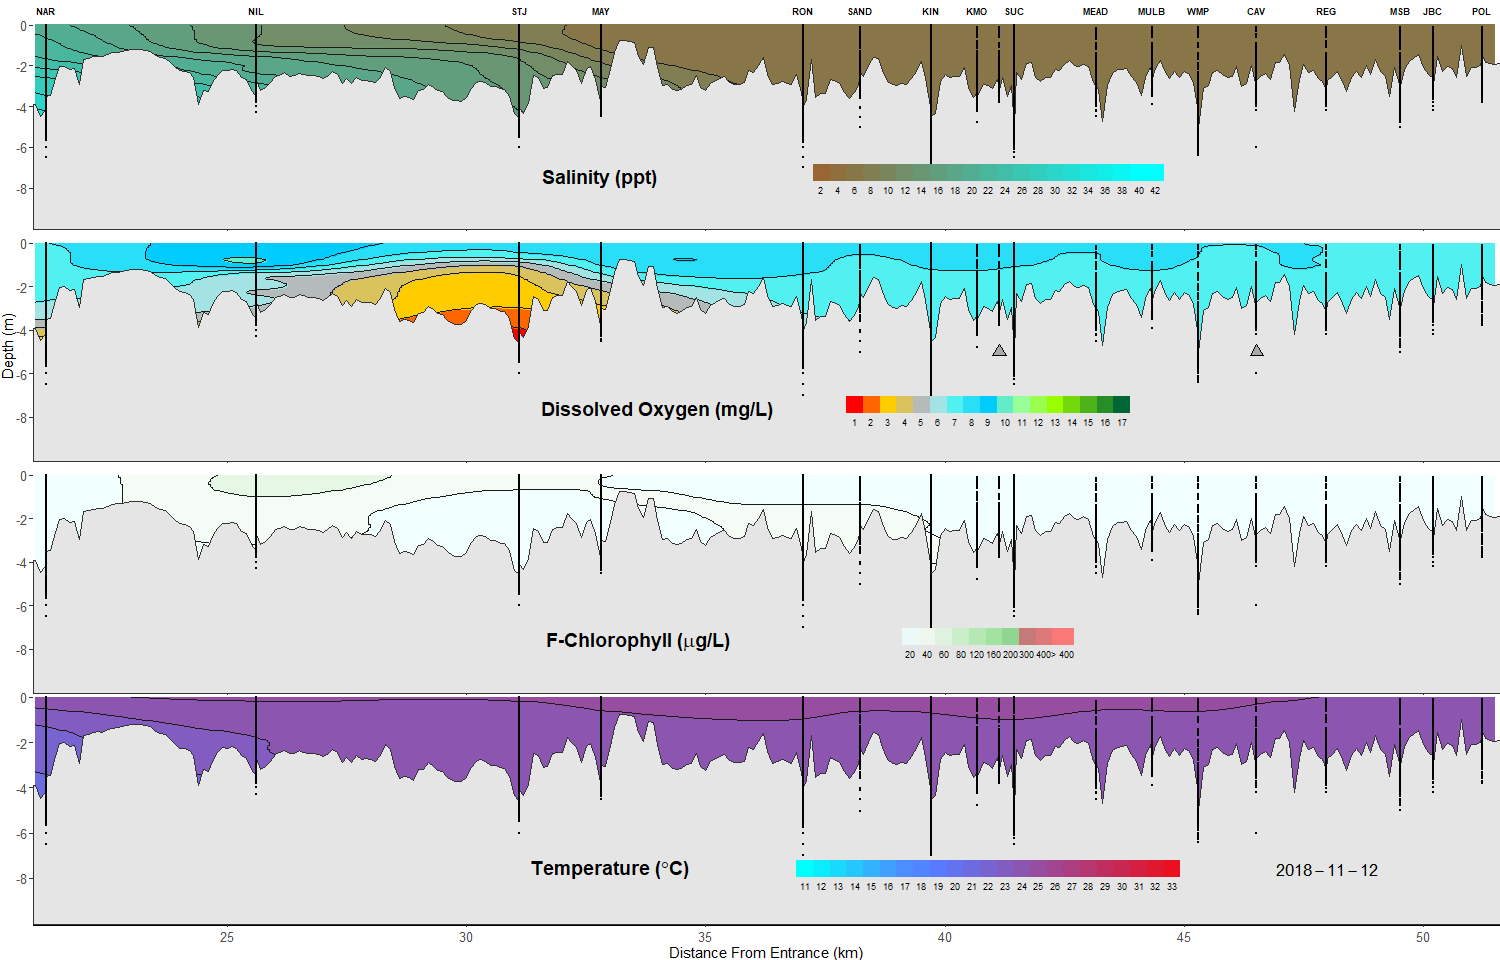 NAR NIL STJ MAY RON SAND KIN KMO SUC MEAD MULB WMP CAV REG MSB JBC POL
0
-2
-4
-6
-8
Salinity (ppt)
2 4 6 8 10 12 14 16 18 20 22 24 26 28 30 32 34 36 38 40 42
0
-2
-4
-6
-8
Depth (m)
Dissolved Oxygen (mg/L)
1 2 3 4 5 6 7 8 9 10 11 12 13 14 15 16 17
0
-2
-4
-6
-8
F-Chlorophyll (μg/L)
20 40 60 80 120 160 200 300 400 > 400
0
-2
-4
-6
-8
Temperature (°C)
11 12 13 14 15 16 17 18 19 20 21 22 23 24 25 26 27 28 29 30 31 32 33
2018 – 11 – 12
25 30 35 40 45 50
Distance From Entrance (km)